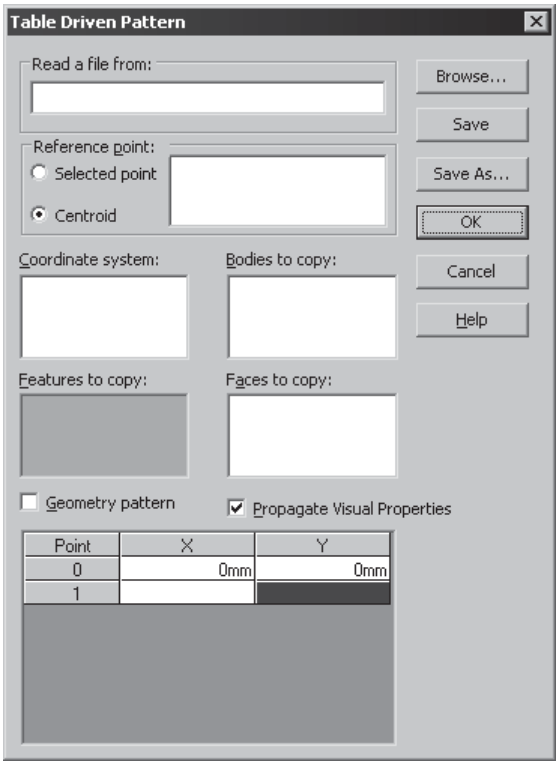 Table Driven Pattern
Read a file from:
Browse...
Save
Reference point:
Selected point
Save As...
Centroid
OK
Coordinate system:
Bodies to copy:
Cancel
Help
Features to copy:
Faces to copy:
Geometry pattern
Propagate Visual Properties
Point X Y
0 0mm 0mm
1